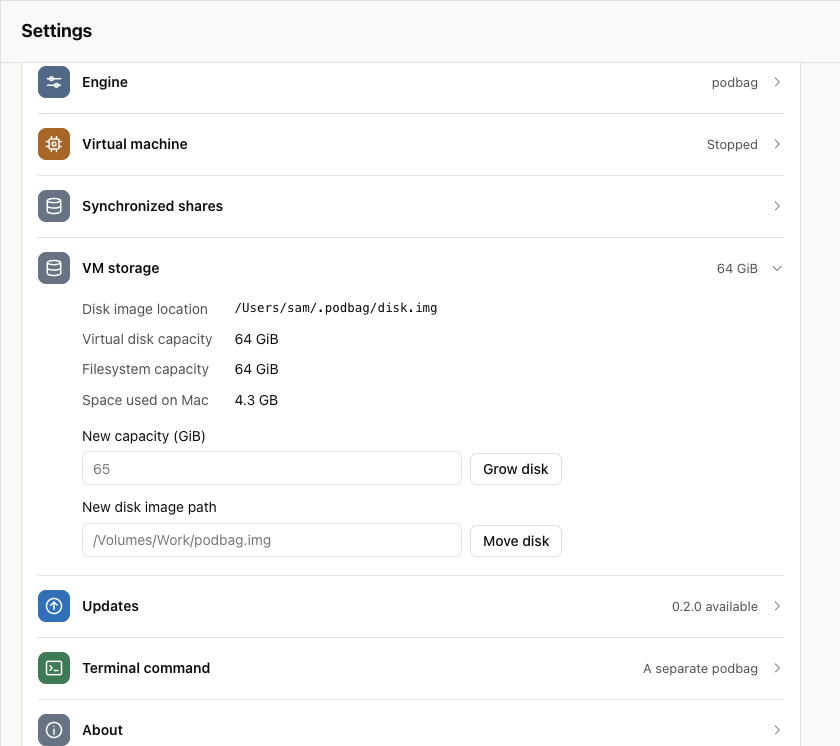 Settings
Engine podbag
Virtual machine Stopped
Synchronized shares
VM storage 64 GiB
Disk image location /Users/sam/.podbag/disk.img
Virtual disk capacity 64 GiB
Filesystem capacity 64 GiB
Space used on Mac 4.3 GB
New capacity (GiB)
65 Grow disk
New disk image path
/Volumes/Work/podbag.img Move disk
Updates 0.2.0 available
Terminal command A separate podbag
About